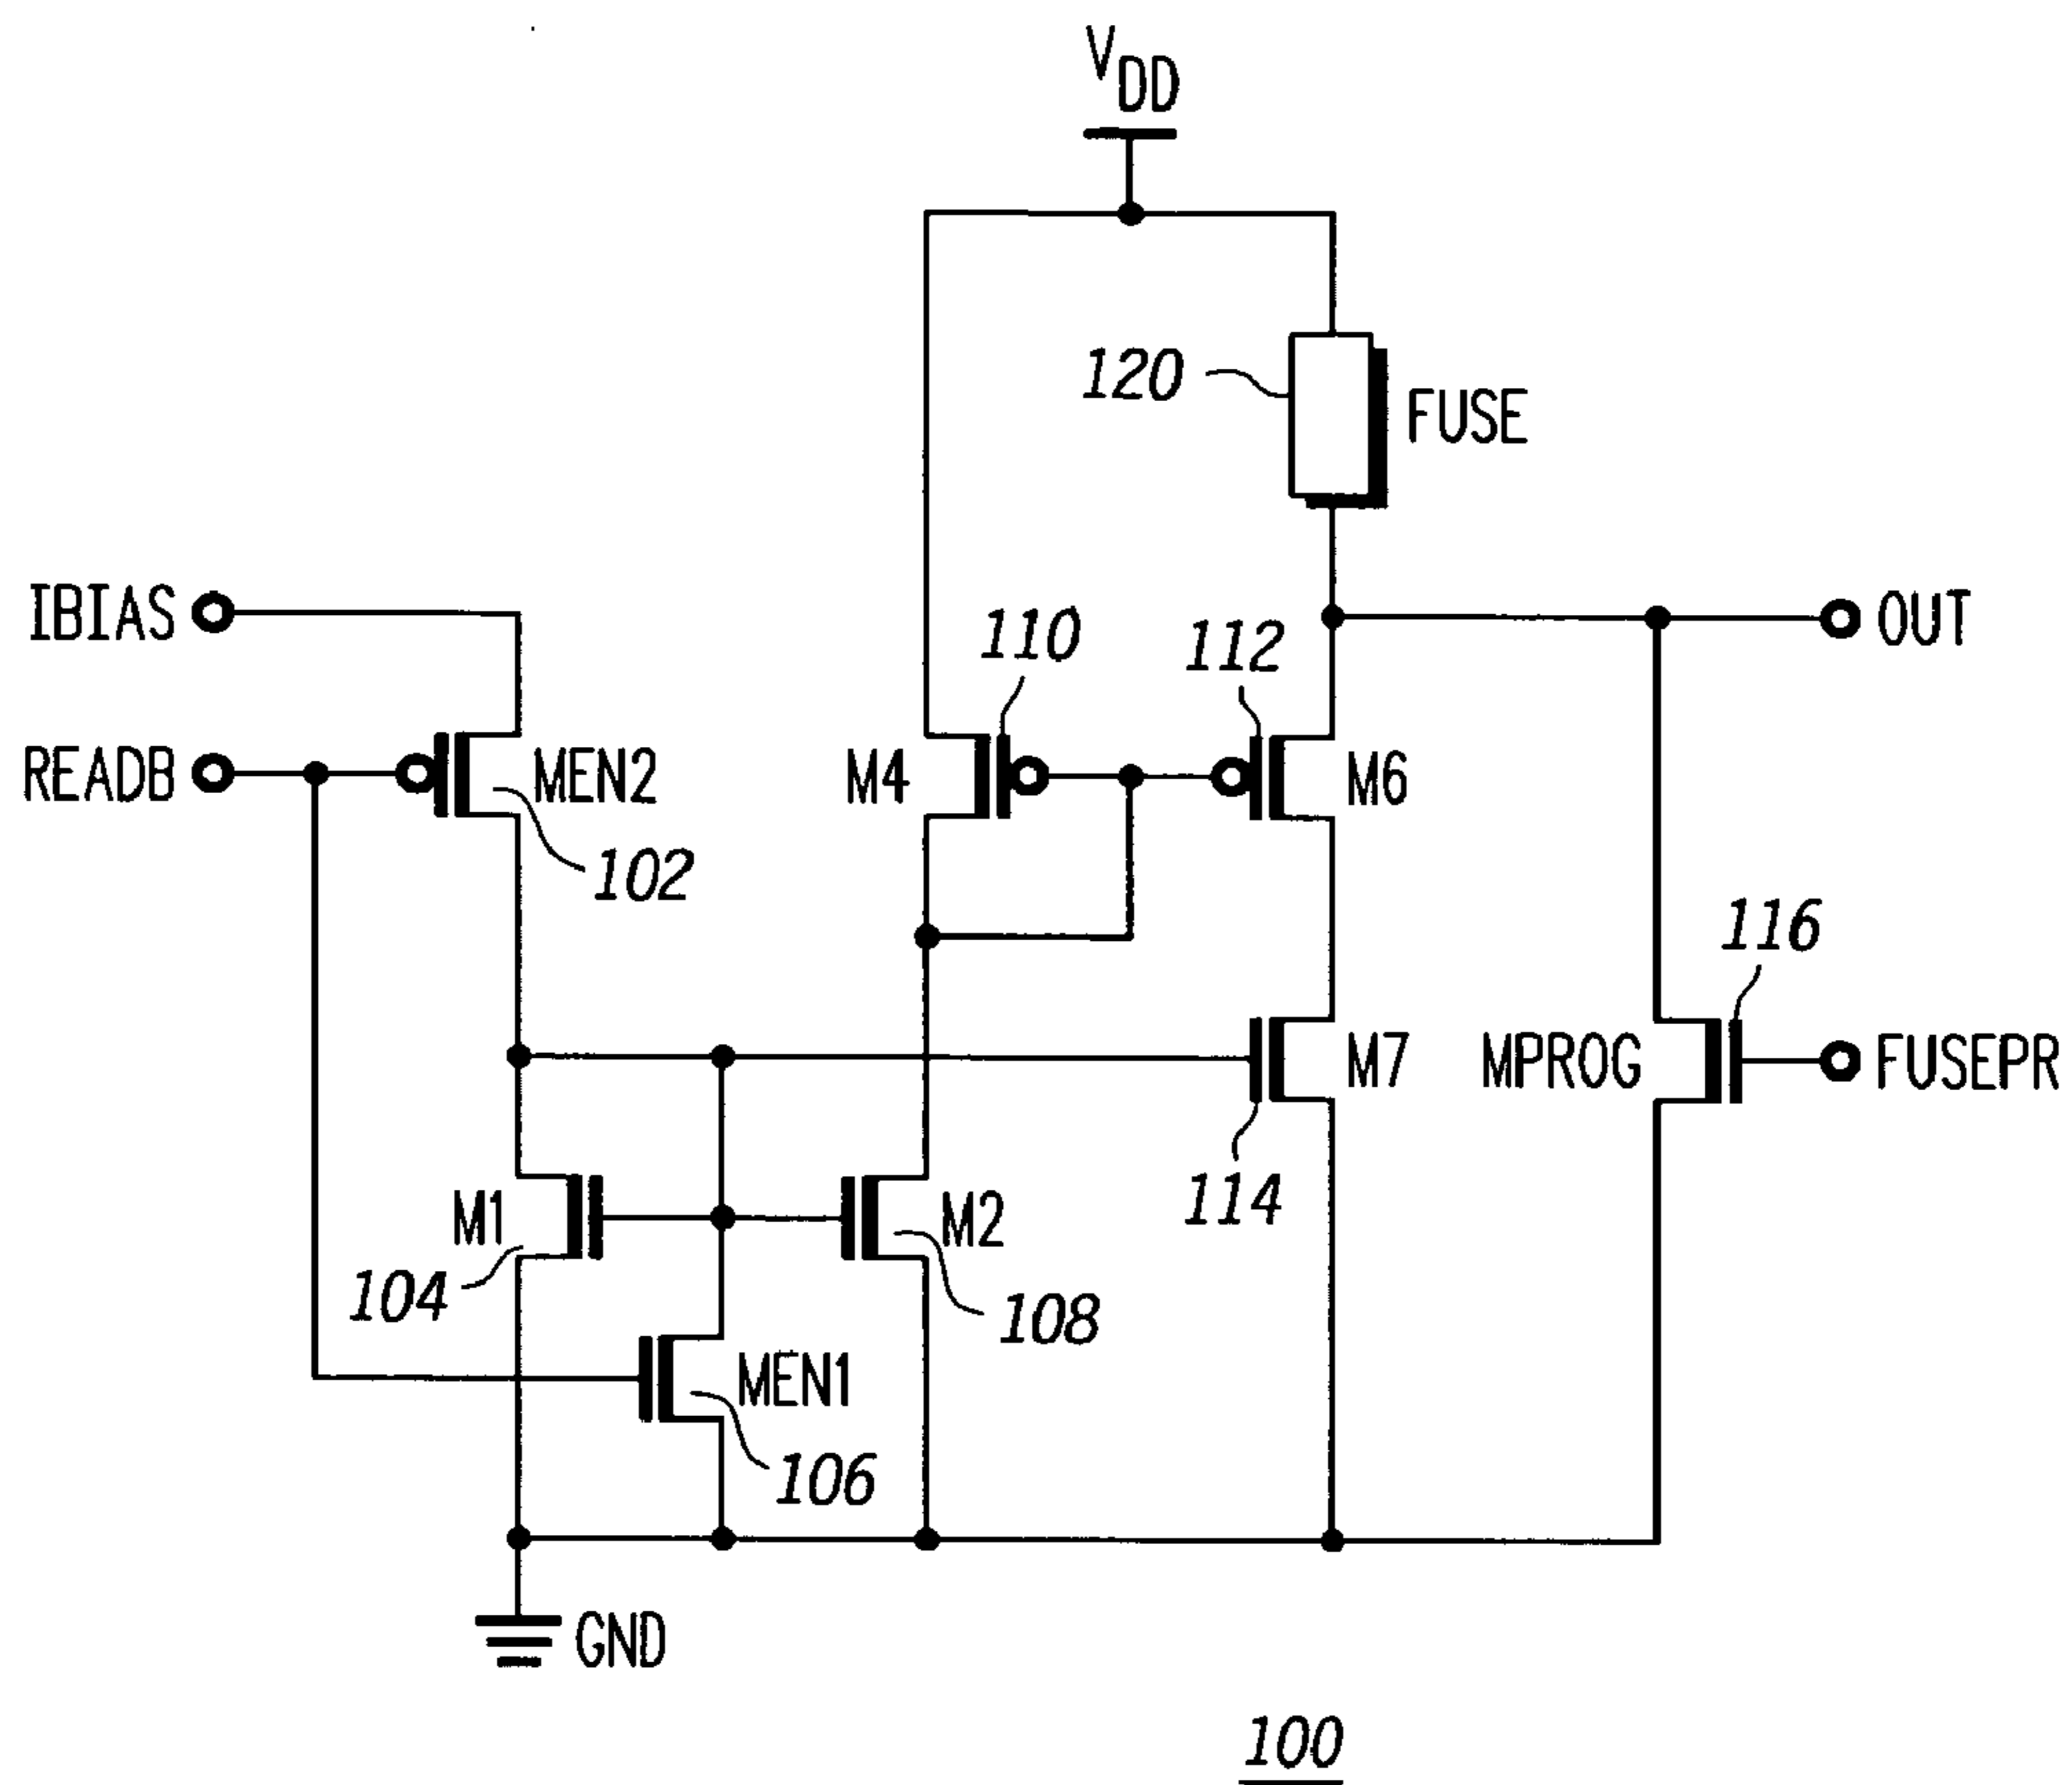 VDD
120
FUSE
IBIAS
110
112
OUT
READB
MEN2
M4
M6
102
116
M7
MPROG
FUSEPR
M1
M2
114
104
108
MEN1
106
GND
100